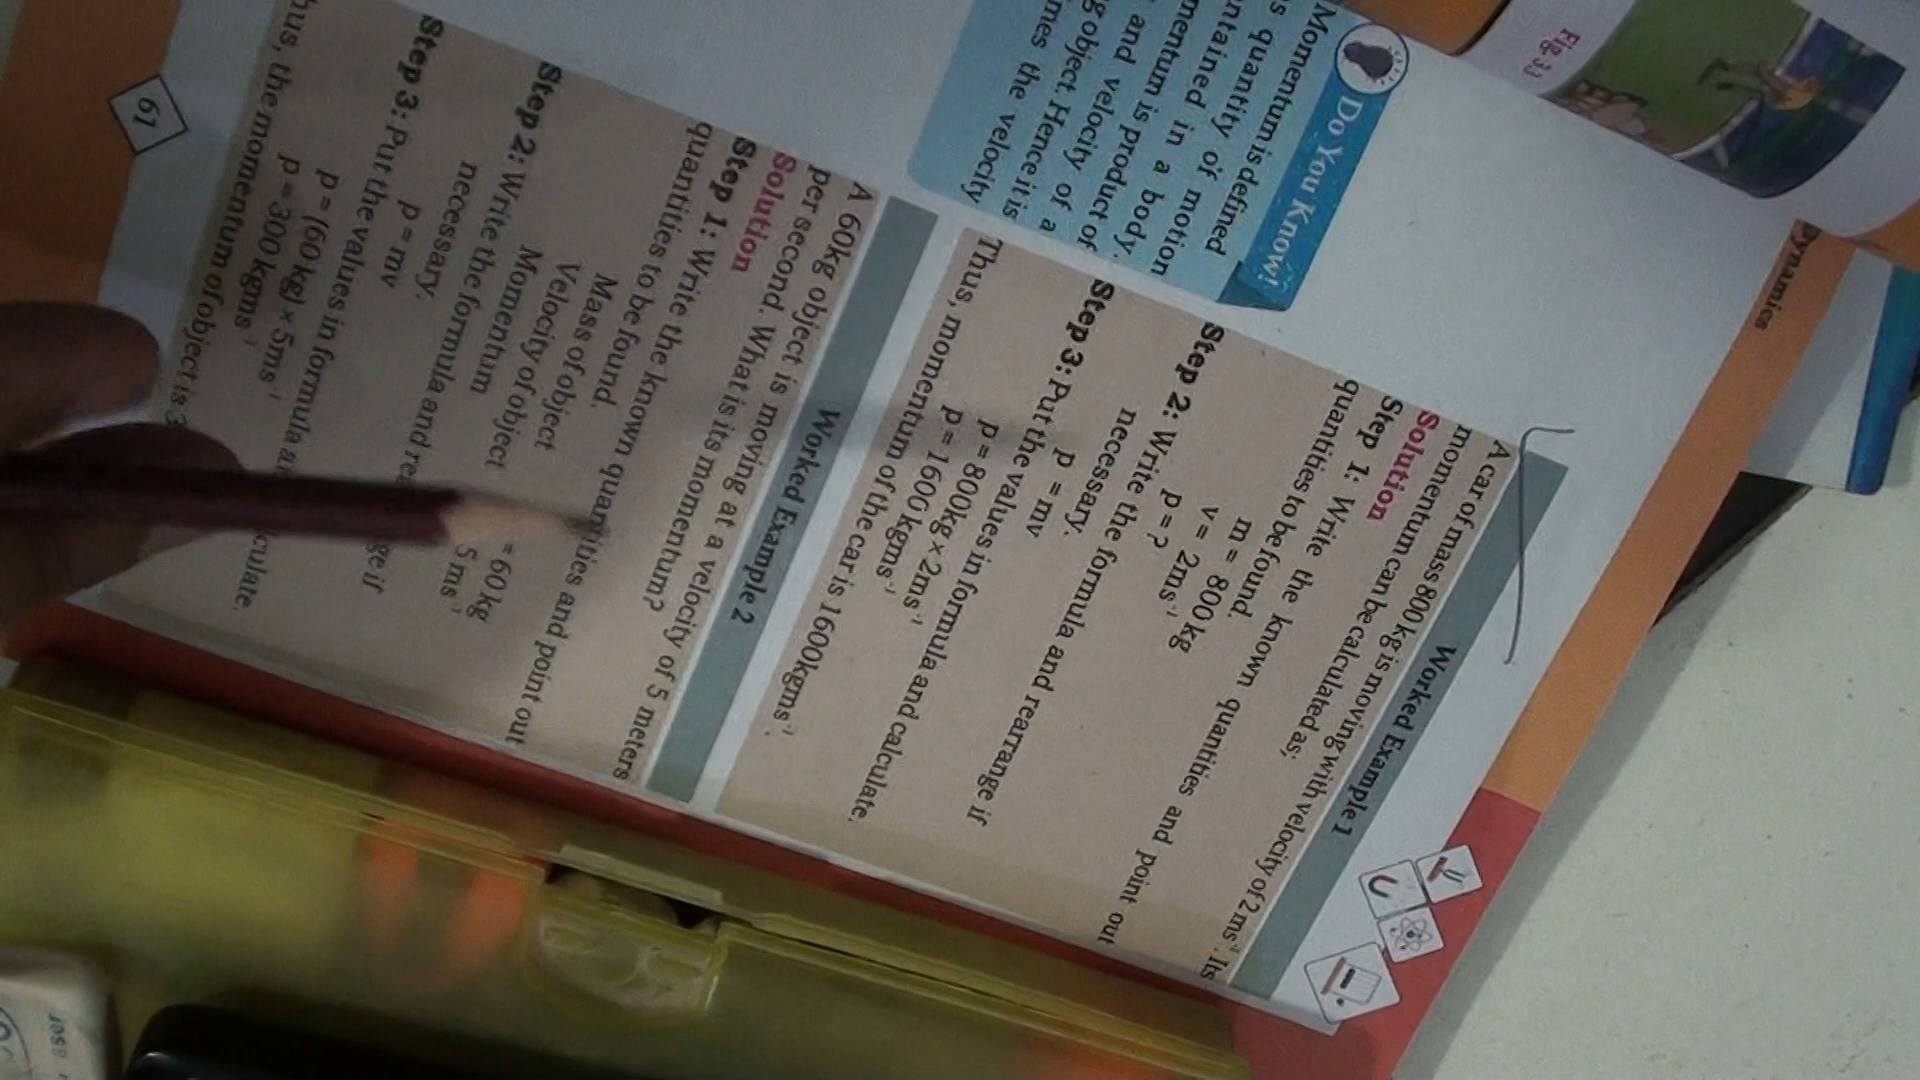 Dynamics
Fig 3.3
Do You Know!
Momentum is defined
s quantity of motion
ntained in a body.
mentum is product of
and velocity of a
g object. Hence it is
mes the velocity
Worked Example 1
A car of mass 800 kg is moving with velocity of 2ms⁻¹. Its
momentum can be calculated as;
Solution
Step 1: Write the known quantities and point out
quantities to be found.
m = 800 kg
v = 2ms⁻¹
p = ?
Step 2: Write the formula and rearrange if
necessary.
p = mv
Step 3: Put the values in formula and calculate.
p = 800kg × 2ms⁻¹
p = 1600 kgms⁻¹
Thus, momentum of the car is 1600kgms⁻¹.
Worked Example 2
A 60kg object is moving at a velocity of 5 meters
per second. What is its momentum?
Solution
Step 1: Write the known quantities and point out
quantities to be found.
Mass of object = 60 kg
Velocity of object 5 ms⁻¹
Momentum
Step 2: Write the formula and rea ge if
necessary.
p = mv
Step 3: Put the values in formula a culate.
p = (60 kg) × 5ms⁻¹
p = 300 kgms⁻¹
hus, the momentum of object is 3
61